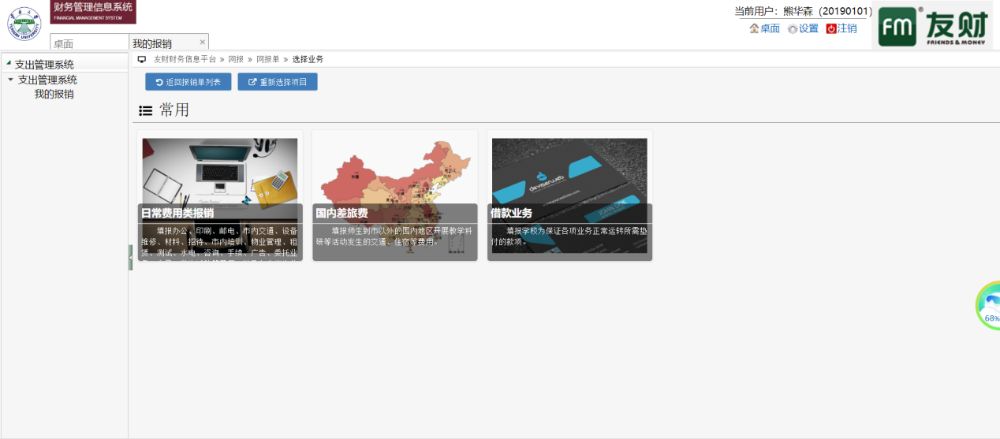 YUNNAN UNIVERSITY
财务管理信息系统
FINANCIAL MANAGEMENT SYSTEM
桌面
我的报销 ×
当前用户：熊华森（20190101）
桌面 设置 注销
fm® 友财
FRIENDS & MONEY
支出管理系统
支出管理系统
我的报销
友财财务信息平台 » 网报 » 网报单 » 选择业务
返回报销单列表 重新选择项目
常用
日常费用类报销
填报办公、印刷、邮电、市内交通、设备
维修、材料、招待、市内培训、物业管理、租
赁、测试、水电、咨询、手续、广告、委托业
国内差旅费
填报师生到市以外的国内地区开展教学科
研等活动发生的交通、住宿等费用。
deviserweb
JOHN DOE
借款业务
填报学校为保证各项业务正常运转所需垫
付的款项。
68%